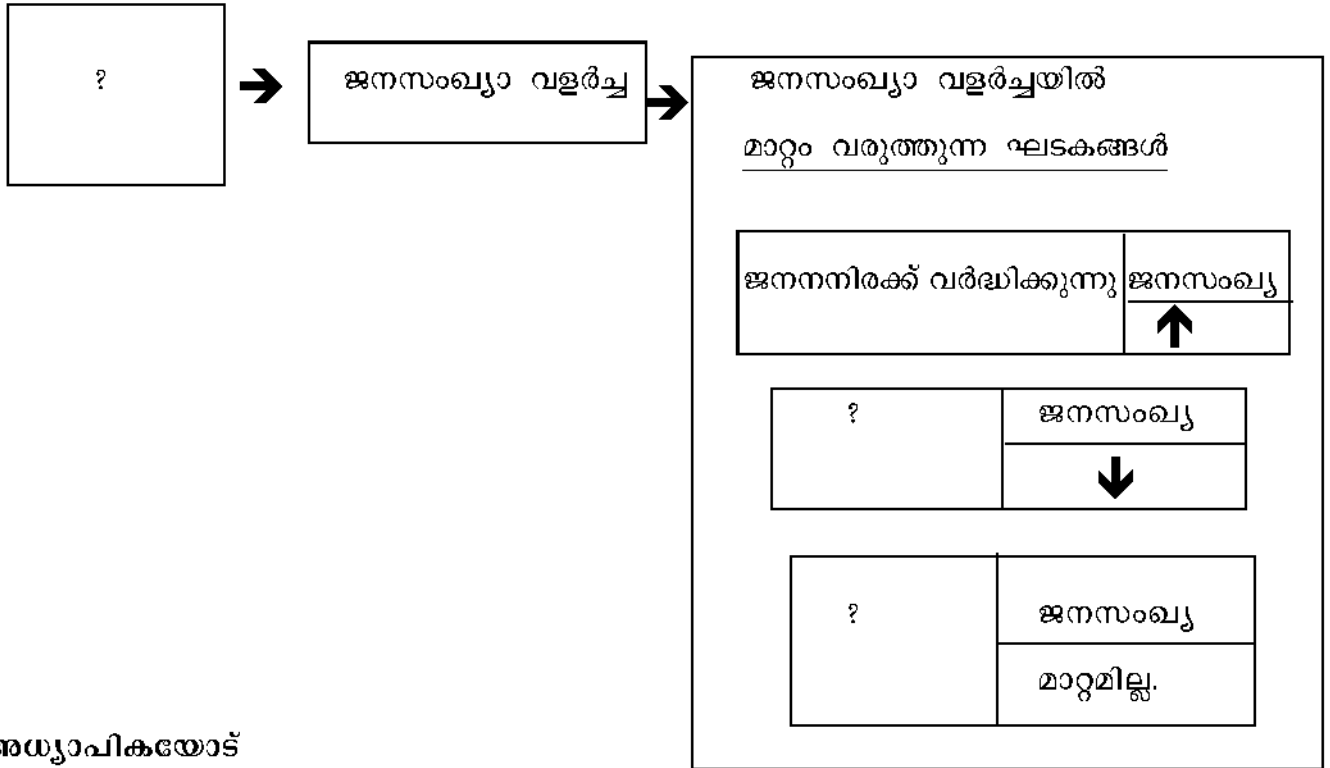 ?
ജനസംഖ്യാ വളർച്ച
ജനസംഖ്യാ വളർച്ചയിൽ
മാറ്റം വരുത്തുന്ന ഘടകങ്ങൾ
ജനനനിരക്ക് വർദ്ധിക്കുന്നു ജനസംഖ്യ
? ജനസംഖ്യ
? ജനസംഖ്യ
മാറ്റമില്ല.
അധ്യാപികയോട്